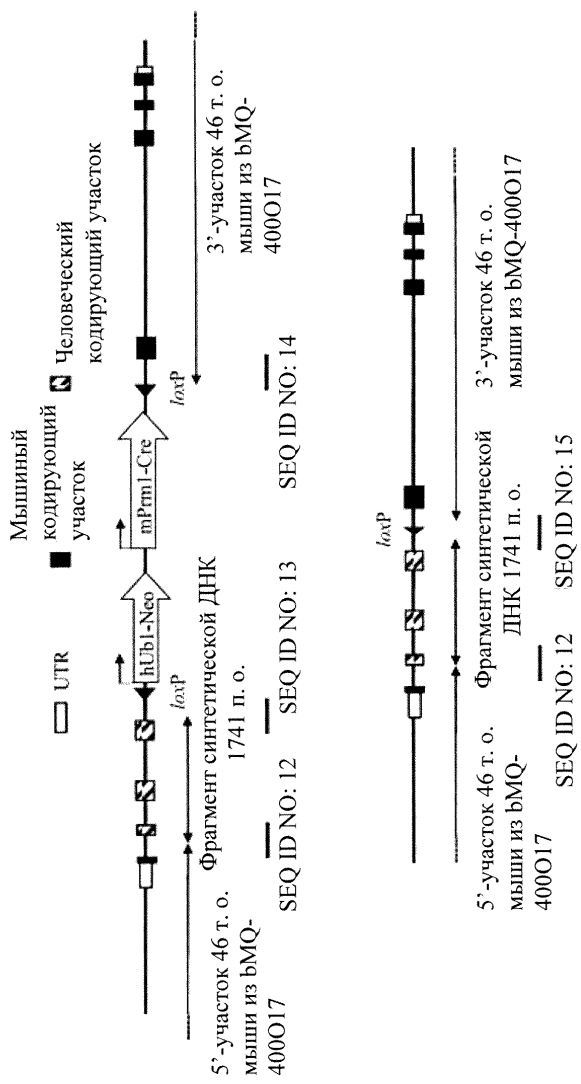 UTR
Мышиный
кодирующий
участок
Человеческий
кодирующий участок
hUb1-Neo
mPrm1-Cre
loxP
loxP
5’-участок 46 т. о.
мыши из bMQ-
400O17
Фрагмент синтетической ДНК
1741 п. о.
3’-участок 46 т. о.
мыши из bMQ-
400O17
SEQ ID NO: 12
SEQ ID NO: 13
SEQ ID NO: 14
loxP
5’-участок 46 т. о.
мыши из bMQ-
400O17
Фрагмент синтетической
ДНК 1741 п. о.
3’-участок 46 т. о.
мыши из bMQ-400O17
SEQ ID NO: 12
SEQ ID NO: 15